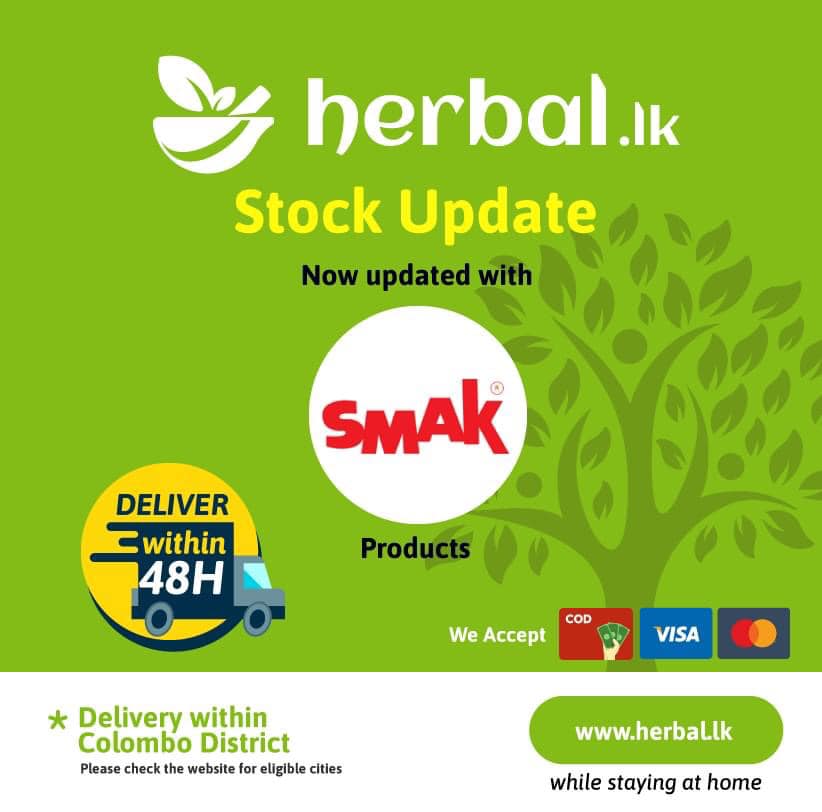 herbal.lk
Stock Update
Now updated with
SMAK®
Products
DELIVER
within
48H
We Accept
COD
VISA
* Delivery within
Colombo District
Please check the website for eligible cities
www.herbal.lk
while staying at home